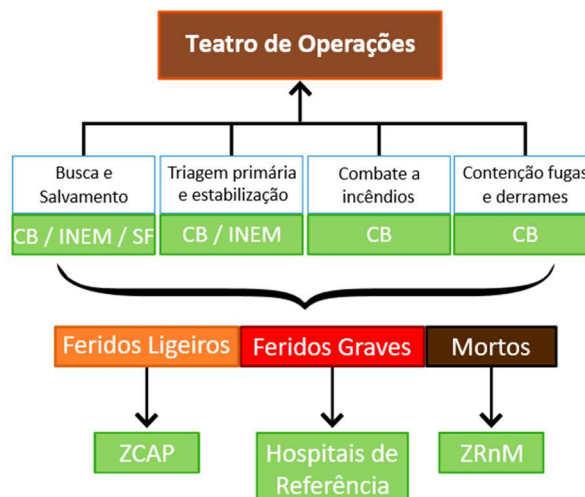 Teatro de Operações
Busca e
Salvamento
Triagem primária
e estabilização
Combate a
incêndios
Contenção fugas
e derrames
CB / INEM / SF
CB / INEM
CB
CB
Feridos Ligeiros
Feridos Graves
Mortos
ZCAP
Hospitais de
Referência
ZRnM